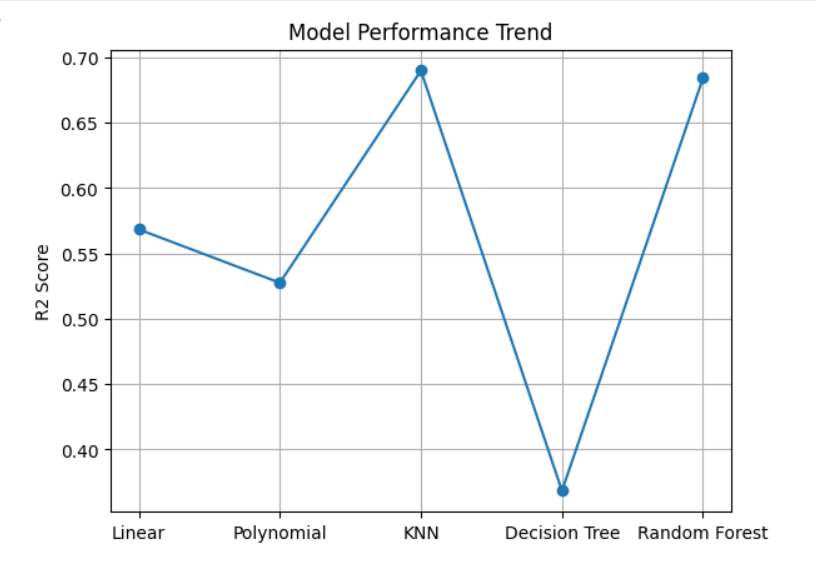 Model Performance Trend
0.70
0.65
0.60
0.55
0.50
0.45
0.40
R2 Score
Linear Polynomial KNN Decision Tree Random Forest